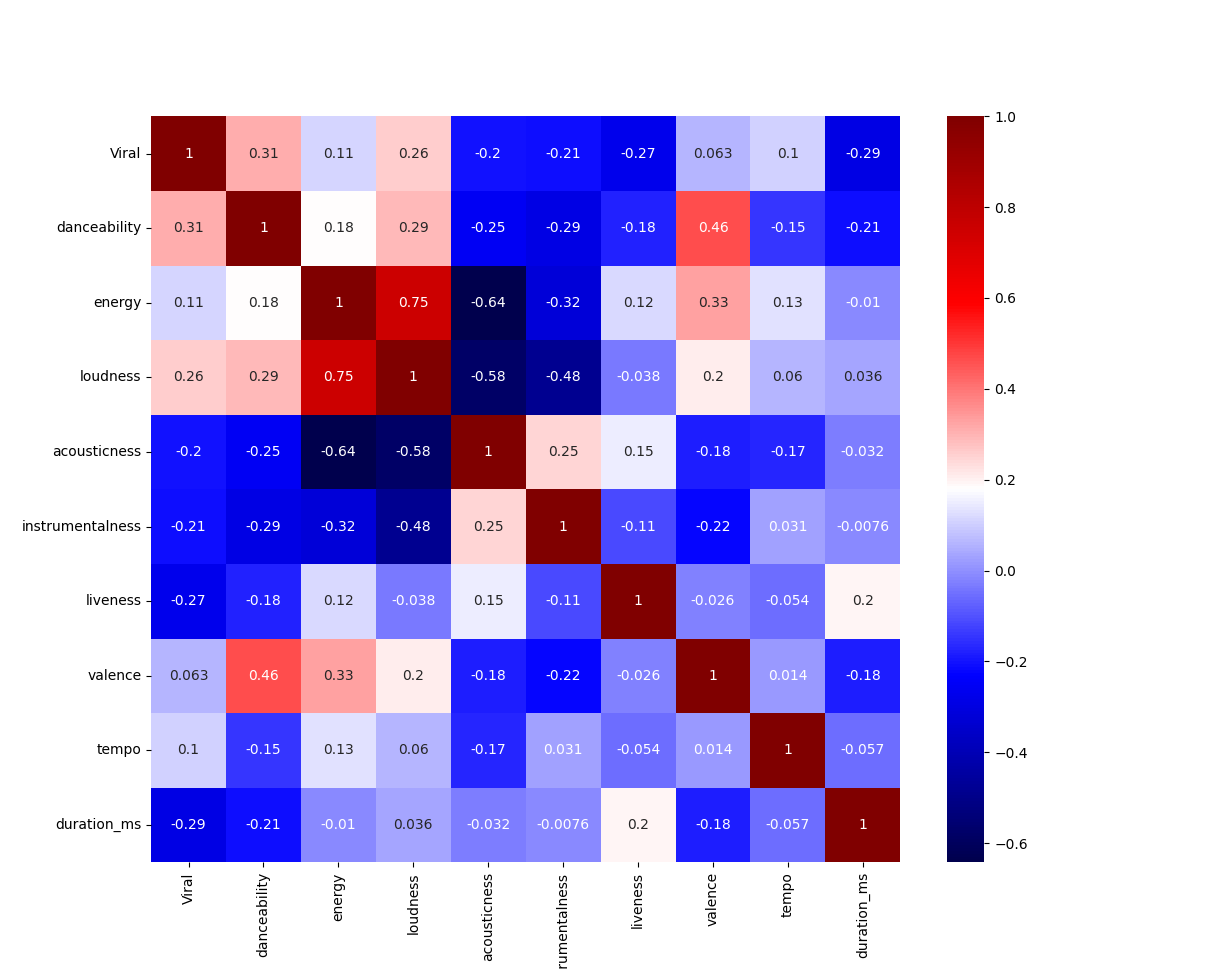 Viral 1 0.31 0.11 0.26 -0.2 -0.21 -0.27 0.063 0.1 -0.29
danceability 0.31 1 0.18 0.29 -0.25 -0.29 -0.18 0.46 -0.15 -0.21
energy 0.11 0.18 1 0.75 -0.64 -0.32 0.12 0.33 0.13 -0.01
loudness 0.26 0.29 0.75 1 -0.58 -0.48 -0.038 0.2 0.06 0.036
acousticness -0.2 -0.25 -0.64 -0.58 1 0.25 0.15 -0.18 -0.17 -0.032
instrumentalness -0.21 -0.29 -0.32 -0.48 0.25 1 -0.11 -0.22 0.031 -0.0076
liveness -0.27 -0.18 0.12 -0.038 0.15 -0.11 1 -0.026 -0.054 0.2
valence 0.063 0.46 0.33 0.2 -0.18 -0.22 -0.026 1 0.014 -0.18
tempo 0.1 -0.15 0.13 0.06 -0.17 0.031 -0.054 0.014 1 -0.057
duration_ms -0.29 -0.21 -0.01 0.036 -0.032 -0.0076 0.2 -0.18 -0.057 1
Viral
danceability
energy
loudness
acousticness
rumentalness
liveness
valence
tempo
duration_ms
1.0
0.8
0.6
0.4
0.2
0.0
−0.2
−0.4
−0.6